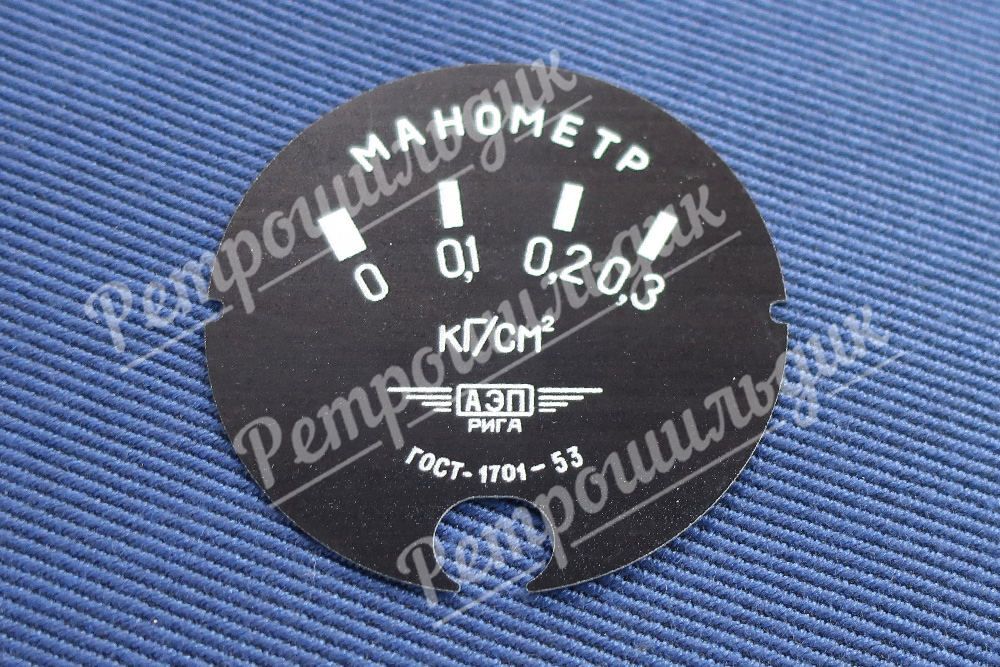 МАНОМЕТР
0 0,1 0,2 0,3
КГ/СМ²
АЭП
РИГА
ГОСТ-1701-53
Ретрошильдик
Ретрошильдик
Ретрошильдик
Ретрошильдик